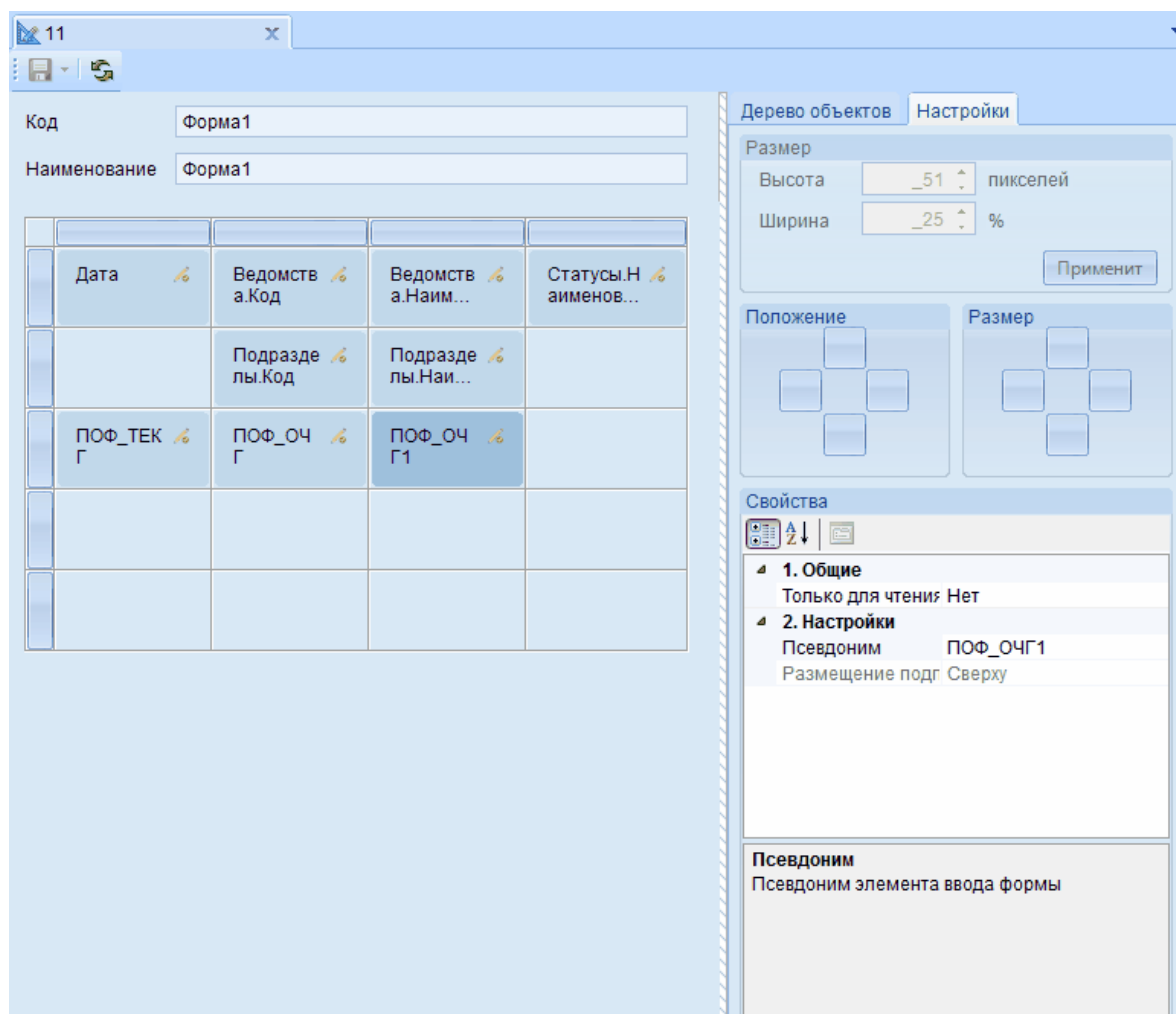 11
Код
Форма1
Наименование
Форма1
Дата
Ведомств
а.Код
Ведомств
а.Наим...
Статусы.Н
аименов...
Подразде
лы.Код
Подразде
лы.Наи...
ПОФ_ТЕК
Г
ПОФ_ОЧ
Г
ПОФ_ОЧ
Г1
Дерево объектов
Настройки
Размер
Высота
_51
пикселей
Ширина
_25
%
Применит
Положение
Размер
Свойства
1. Общие
Только для чтения Нет
2. Настройки
Псевдоним ПОФ_ОЧГ1
Размещение подп Сверху
Псевдоним
Псевдоним элемента ввода формы